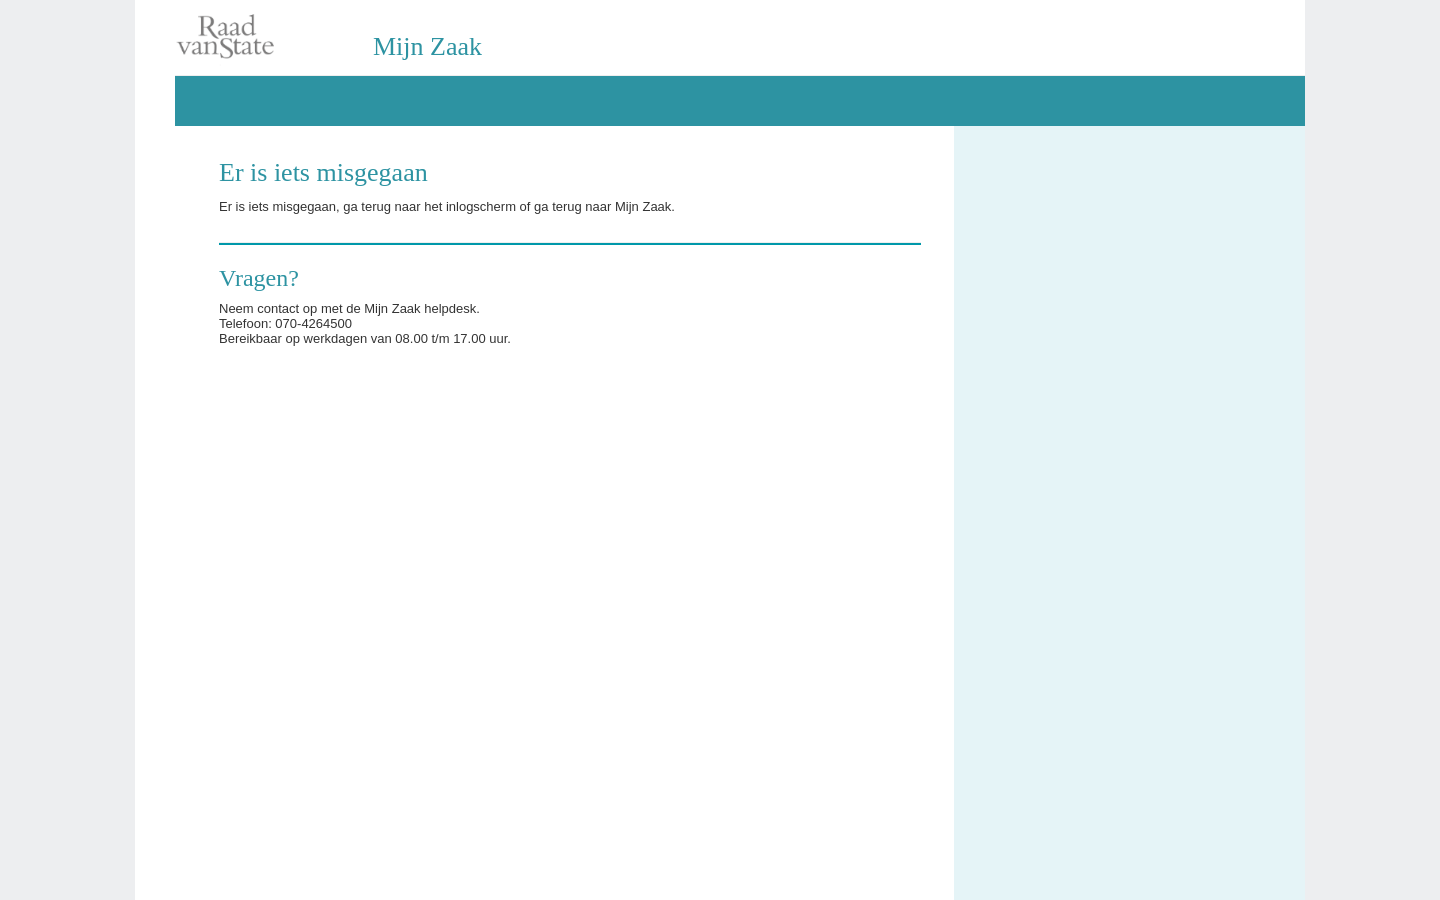 Raad
vanState
Mijn Zaak
Er is iets misgegaan
Er is iets misgegaan, ga terug naar het inlogscherm of ga terug naar Mijn Zaak.
Vragen?
Neem contact op met de Mijn Zaak helpdesk.
Telefoon: 070-4264500
Bereikbaar op werkdagen van 08.00 t/m 17.00 uur.